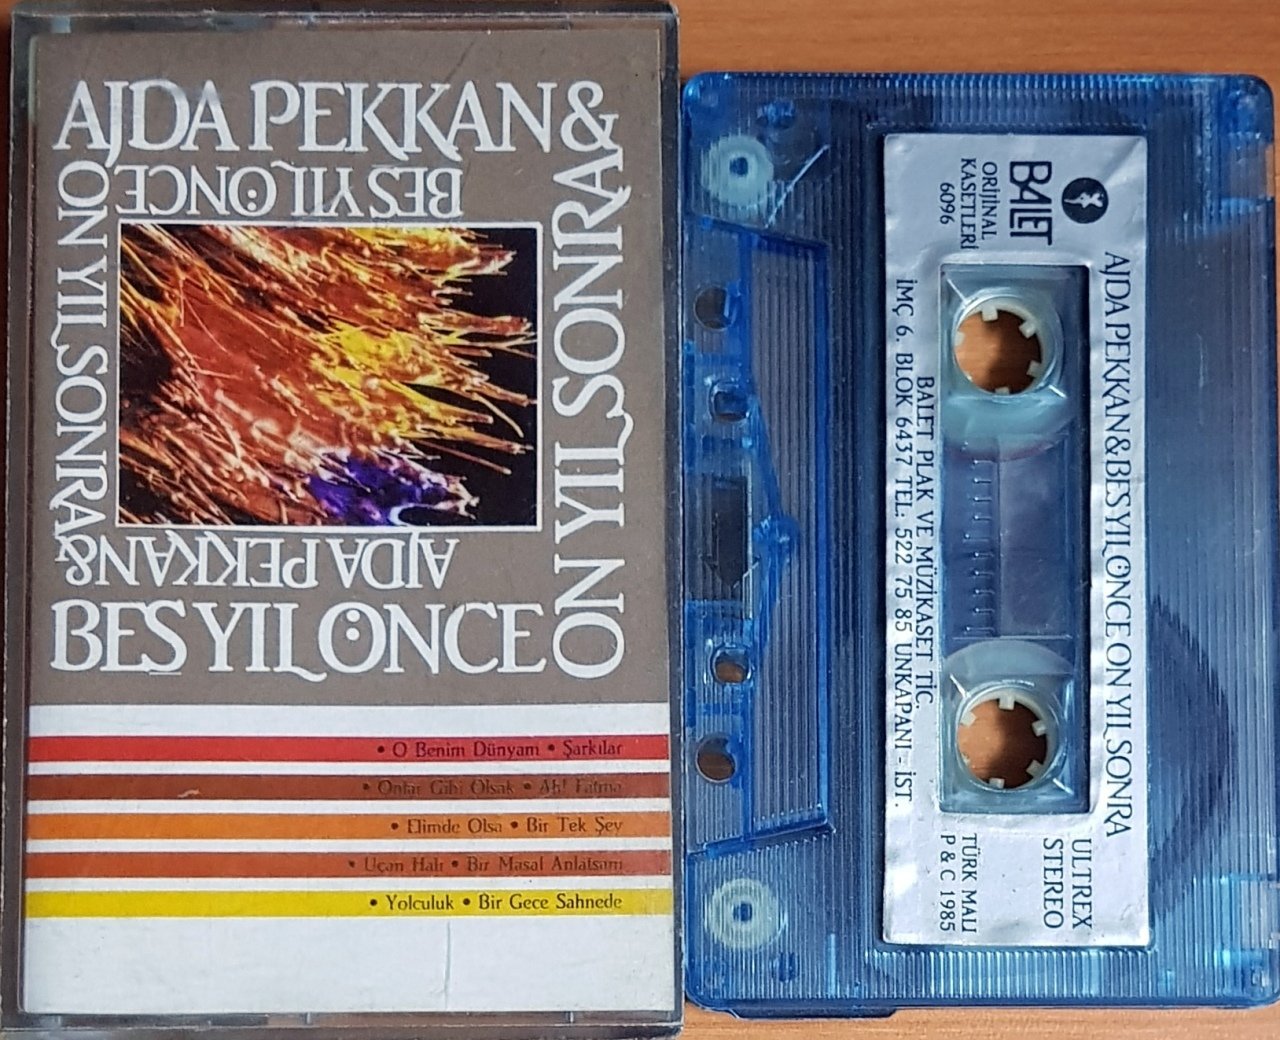 AJDA PEKKAN &
BEŞ YIL ÖNCE
ON YIL SONRA
ON YIL SONRA &
AJDA PEKKAN &
BEŞ YIL ÖNCE
• O Benim Dünyam • Şarkılar
• Onlar Gibi Olsak • Ah! Fatma
• Elimde Olsa • Bir Tek Şey
• Uçan Halı • Bir Masal Anlatsam
• Yolculuk • Bir Gece Sahnede
AJDA PEKKAN & BEŞ YIL ÖNCE ON YIL SONRA
BALET
ORİJİNAL
KASETLERİ
6096
ULTREX
STEREO
TÜRK MALI
P & C 1985
BALET PLAK VE MÜZİKASET TİC.
İMÇ 6. BLOK 6437 TEL: 522 75 85 UNKAPANI - İST.